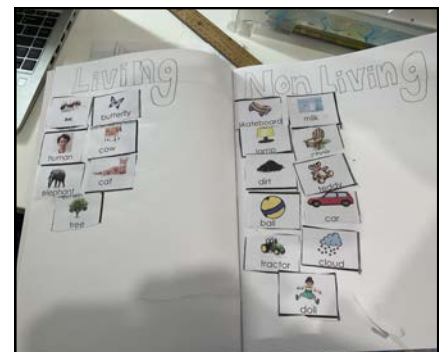 Living
ant butterfly
human cow
elephant cat
tree
Non Living
skateboard milk
lamp
dirt teddy
ball car
tractor cloud
doll